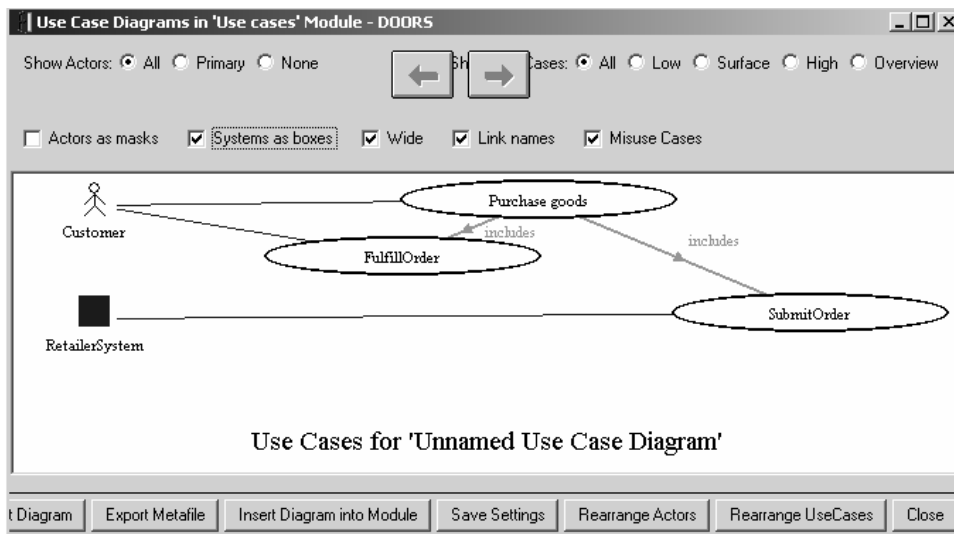 Use Case Diagrams in 'Use cases' Module - DOORS
Show Actors: All Primary None Sh Cases: All Low Surface High Overview
Actors as masks Systems as boxes Wide Link names Misuse Cases
Purchase goods
Customer
includes
includes
FulfillOrder
SubmitOrder
RetailerSystem
Use Cases for 'Unnamed Use Case Diagram'
t Diagram Export Metafile Insert Diagram into Module Save Settings Rearrange Actors Rearrange UseCases Close